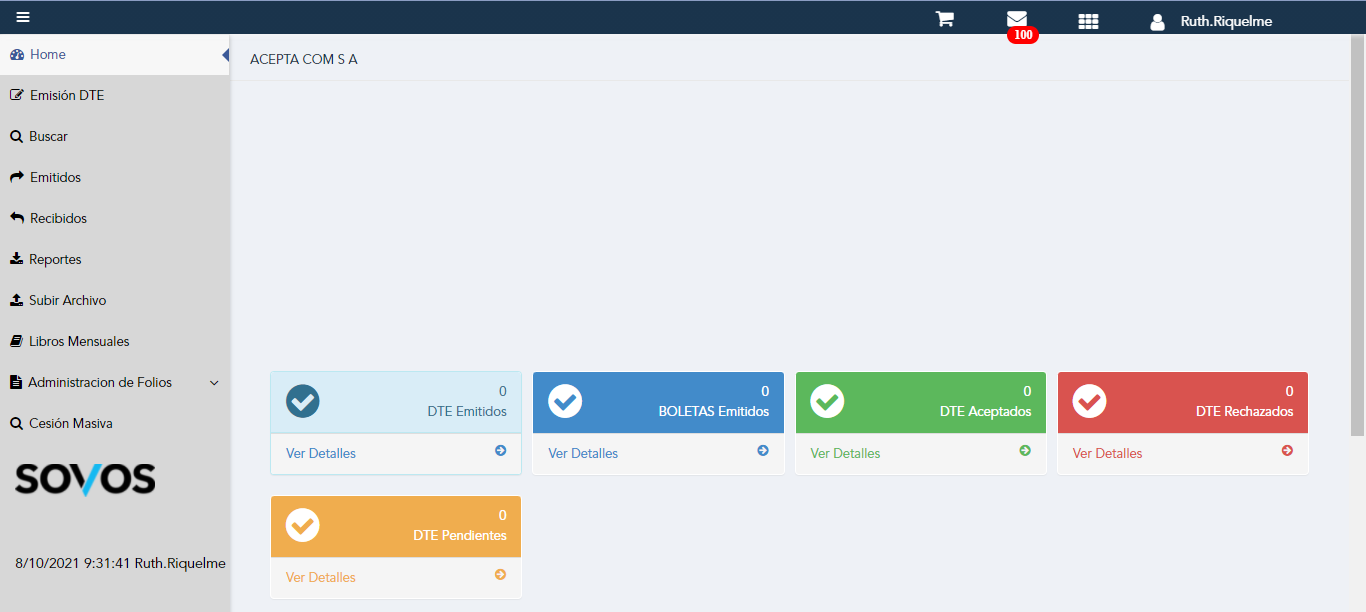 Ruth.Riquelme
100
Home
ACEPTA COM S A
Emisión DTE
Buscar
Emitidos
Recibidos
Reportes
Subir Archivo
Libros Mensuales
Administracion de Folios
Cesión Masiva
SOVOS
8/10/2021 9:31:41 Ruth.Riquelme
0
DTE Emitidos
Ver Detalles
0
BOLETAS Emitidos
Ver Detalles
0
DTE Aceptados
Ver Detalles
0
DTE Rechazados
Ver Detalles
0
DTE Pendientes
Ver Detalles